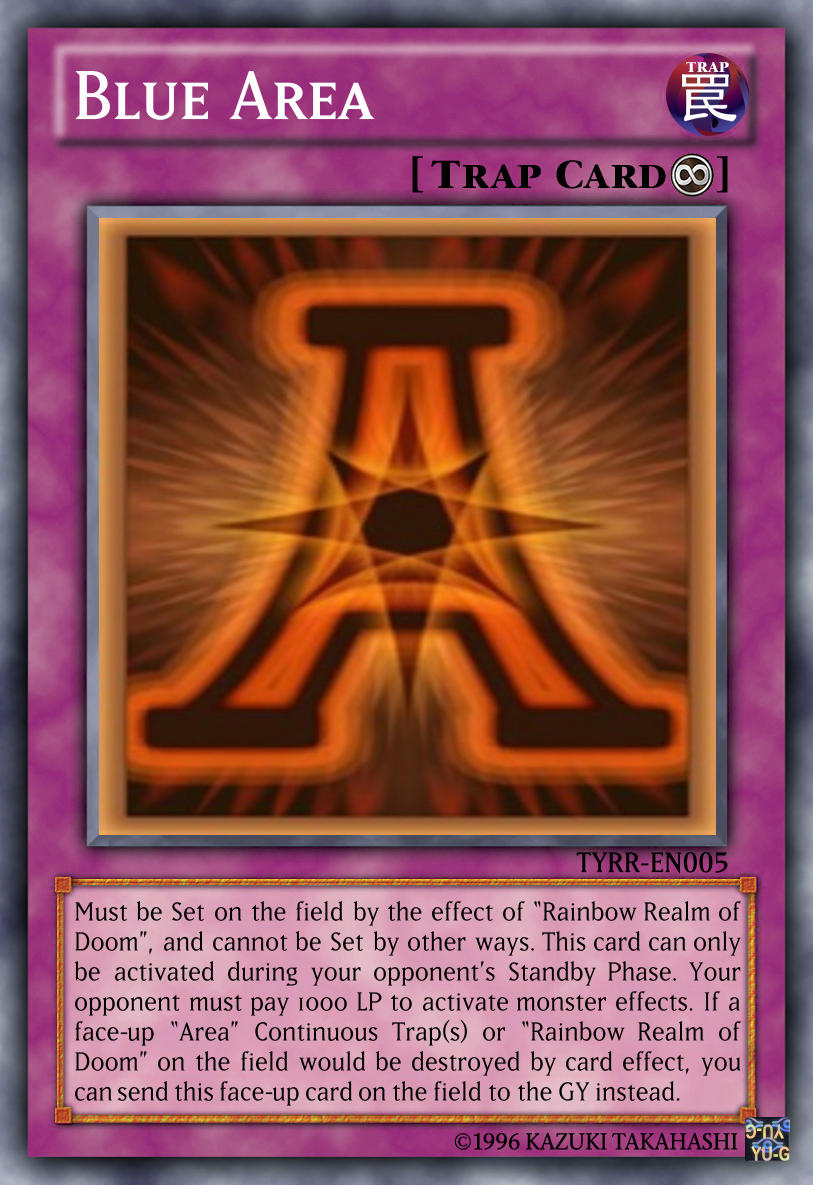 Blue Area
TRAP
罠
[Trap Card∞]
TYRR-EN005
Must be Set on the field by the effect of "Rainbow Realm of
Doom", and cannot be Set by other ways. This card can only
be activated during your opponent's Standby Phase. Your
opponent must pay 1000 LP to activate monster effects. If a
face-up "Area" Continuous Trap(s) or "Rainbow Realm of
Doom" on the field would be destroyed by card effect, you
can send this face-up card on the field to the GY instead.
©1996 KAZUKI TAKAHASHI
YU-G
YU-G